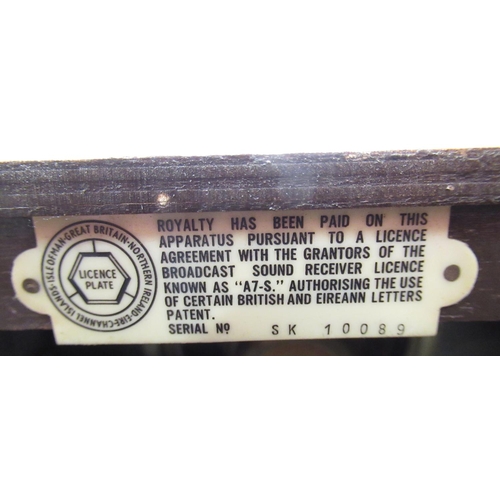 ISLE OF MAN·GREAT BRITAIN·NORTHERN IRELAND·EIRE·CHANNEL ISLANDS·
LICENCE
PLATE
ROYALTY HAS BEEN PAID ON THIS
APPARATUS PURSUANT TO A LICENCE
AGREEMENT WITH THE GRANTORS OF THE
BROADCAST SOUND RECEIVER LICENCE
KNOWN AS "A7-S." AUTHORISING THE USE
OF CERTAIN BRITISH AND EIREANN LETTERS
PATENT.
SERIAL Nº SK 10089